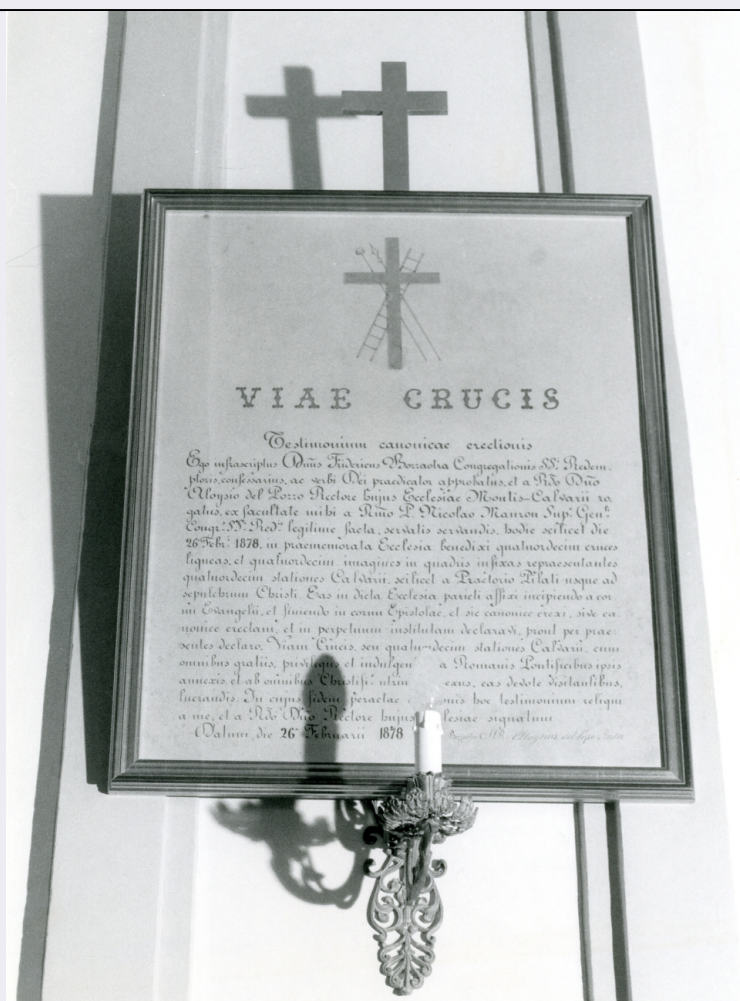 VIAE CRUCIS
Testimonium canonicae erectionis
Ego infrascriptus Dnus Fridericus Congregationis SS: Redem.
ptoris, confessarius, ac verbi Dei praedicator approbatus, et a Rdo Dno
Aloysio del Pozzo Rectore hujus Ecclesiae Montis-Calvarii ro.
gatus, ex facultate mihi a Rmo P. Nicolao Mauron Sup: Genli
Congr: SS: Red: legitime facta, servatis servandis, hodie scilicet die
26 Febr: 1878, in praememorata Ecclesia benedixi quatuordecim cruces
ligneas, et quatuordecim imagines in quadris infixas repraesentantes
quatuordecim stationes Calvarii, scilicet a Praetorio Pilati usque ad
sepulchrum Christi. Eas in dicta Ecclesia parieti affixi incipiendo a cor.
nu Evangelii, et finiendo in cornu Epistolae, et sic canonice erexi, sive ca.
nonice erectam, et in perpetuum institutam declaravi, prout per prae.
sentes declaro, Viam Crucis, seu quatuordecim stationes Calvarii, cum
omnibus gratiis, privilegiis et indulgen a Romanis Pontificibus ipsis
annexis, et ab omnibus Christifi eas devote visitantibus,
lucrandis. In cujus fidem peractae hoc testimonium reliqui
a me, et a Rdo Dno Rectore hujus lesiae signatum
Datum, die 26 Februarii 1878 Aloysius del Pozzo